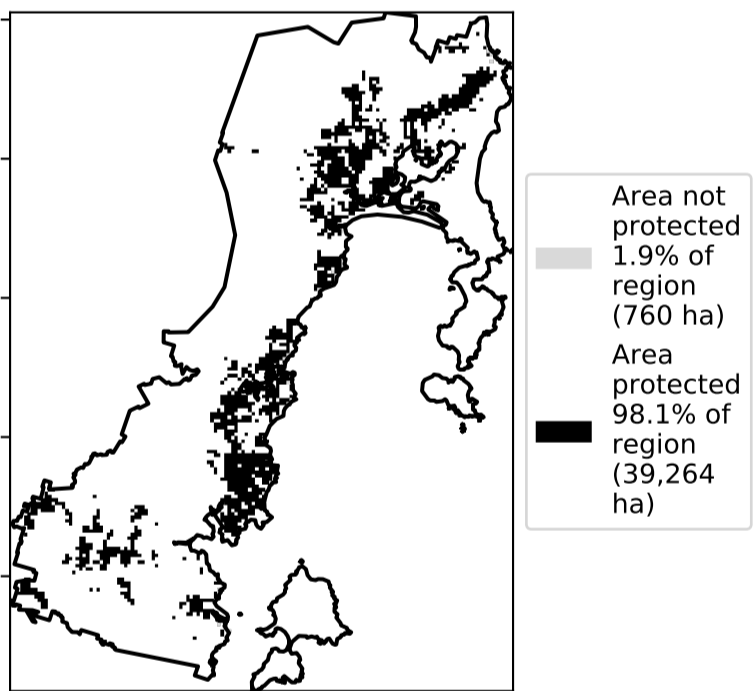 Area not
protected
1.9% of
region
(760 ha)
Area
protected
98.1% of
region
(39,264
ha)